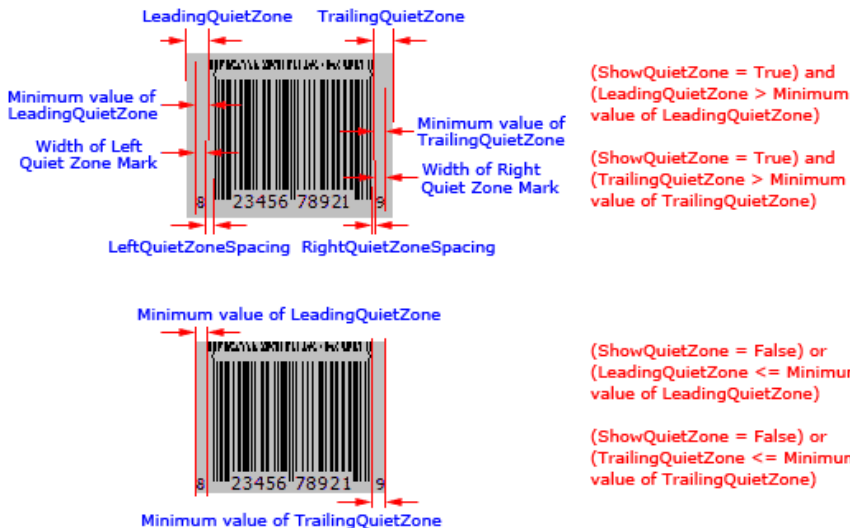 LeadingQuietZone
TrailingQuietZone
Minimum value of
LeadingQuietZone
Width of Left
Quiet Zone Mark
Minimum value of
TrailingQuietZone
Width of Right
Quiet Zone Mark
8 23456 78921 9
LeftQuietZoneSpacing
RightQuietZoneSpacing
(ShowQuietZone = True) and
(LeadingQuietZone > Minimum
value of LeadingQuietZone)
(ShowQuietZone = True) and
(TrailingQuietZone > Minimum
value of TrailingQuietZone)
Minimum value of LeadingQuietZone
8 23456 78921 9
Minimum value of TrailingQuietZone
(ShowQuietZone = False) or
(LeadingQuietZone <= Minimum
value of LeadingQuietZone)
(ShowQuietZone = False) or
(TrailingQuietZone <= Minimum
value of TrailingQuietZone)